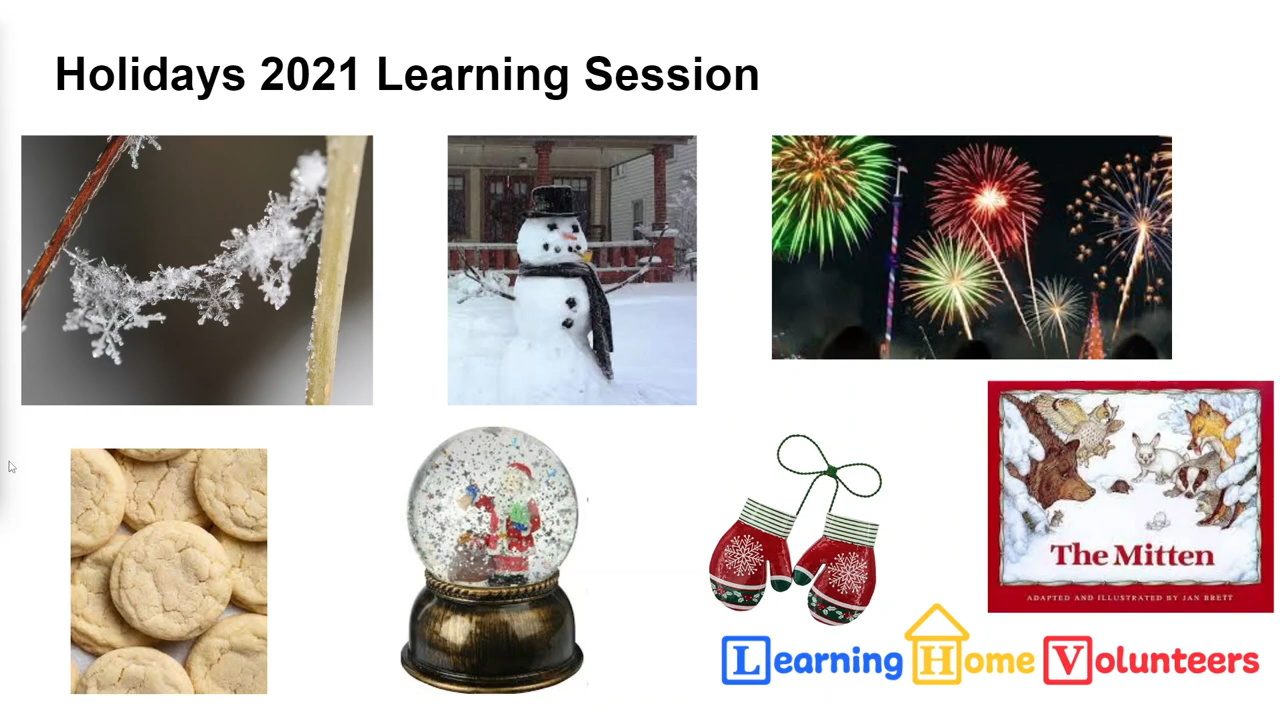 Holidays 2021 Learning Session
The Mitten
ADAPTED AND ILLUSTRATED BY JAN BRETT
Learning Home Volunteers